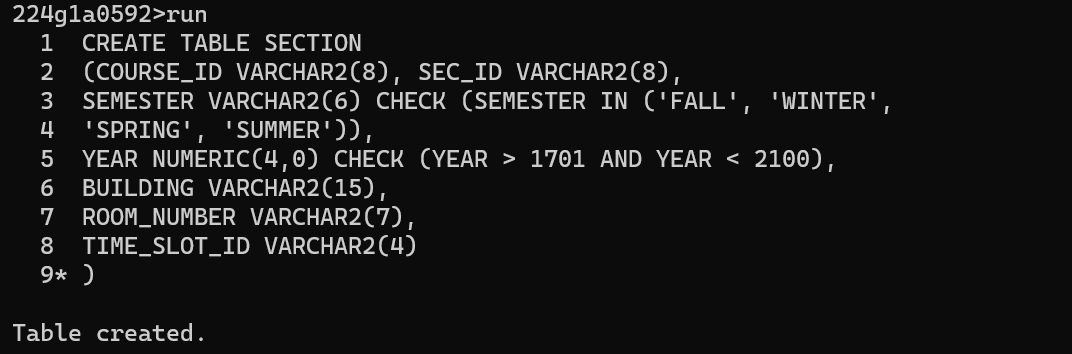 224g1a0592>run
  1  CREATE TABLE SECTION
  2  (COURSE_ID VARCHAR2(8), SEC_ID VARCHAR2(8),
  3  SEMESTER VARCHAR2(6) CHECK (SEMESTER IN ('FALL', 'WINTER',
  4  'SPRING', 'SUMMER')),
  5  YEAR NUMERIC(4,0) CHECK (YEAR > 1701 AND YEAR < 2100),
  6  BUILDING VARCHAR2(15),
  7  ROOM_NUMBER VARCHAR2(7),
  8  TIME_SLOT_ID VARCHAR2(4)
  9* )
Table created.